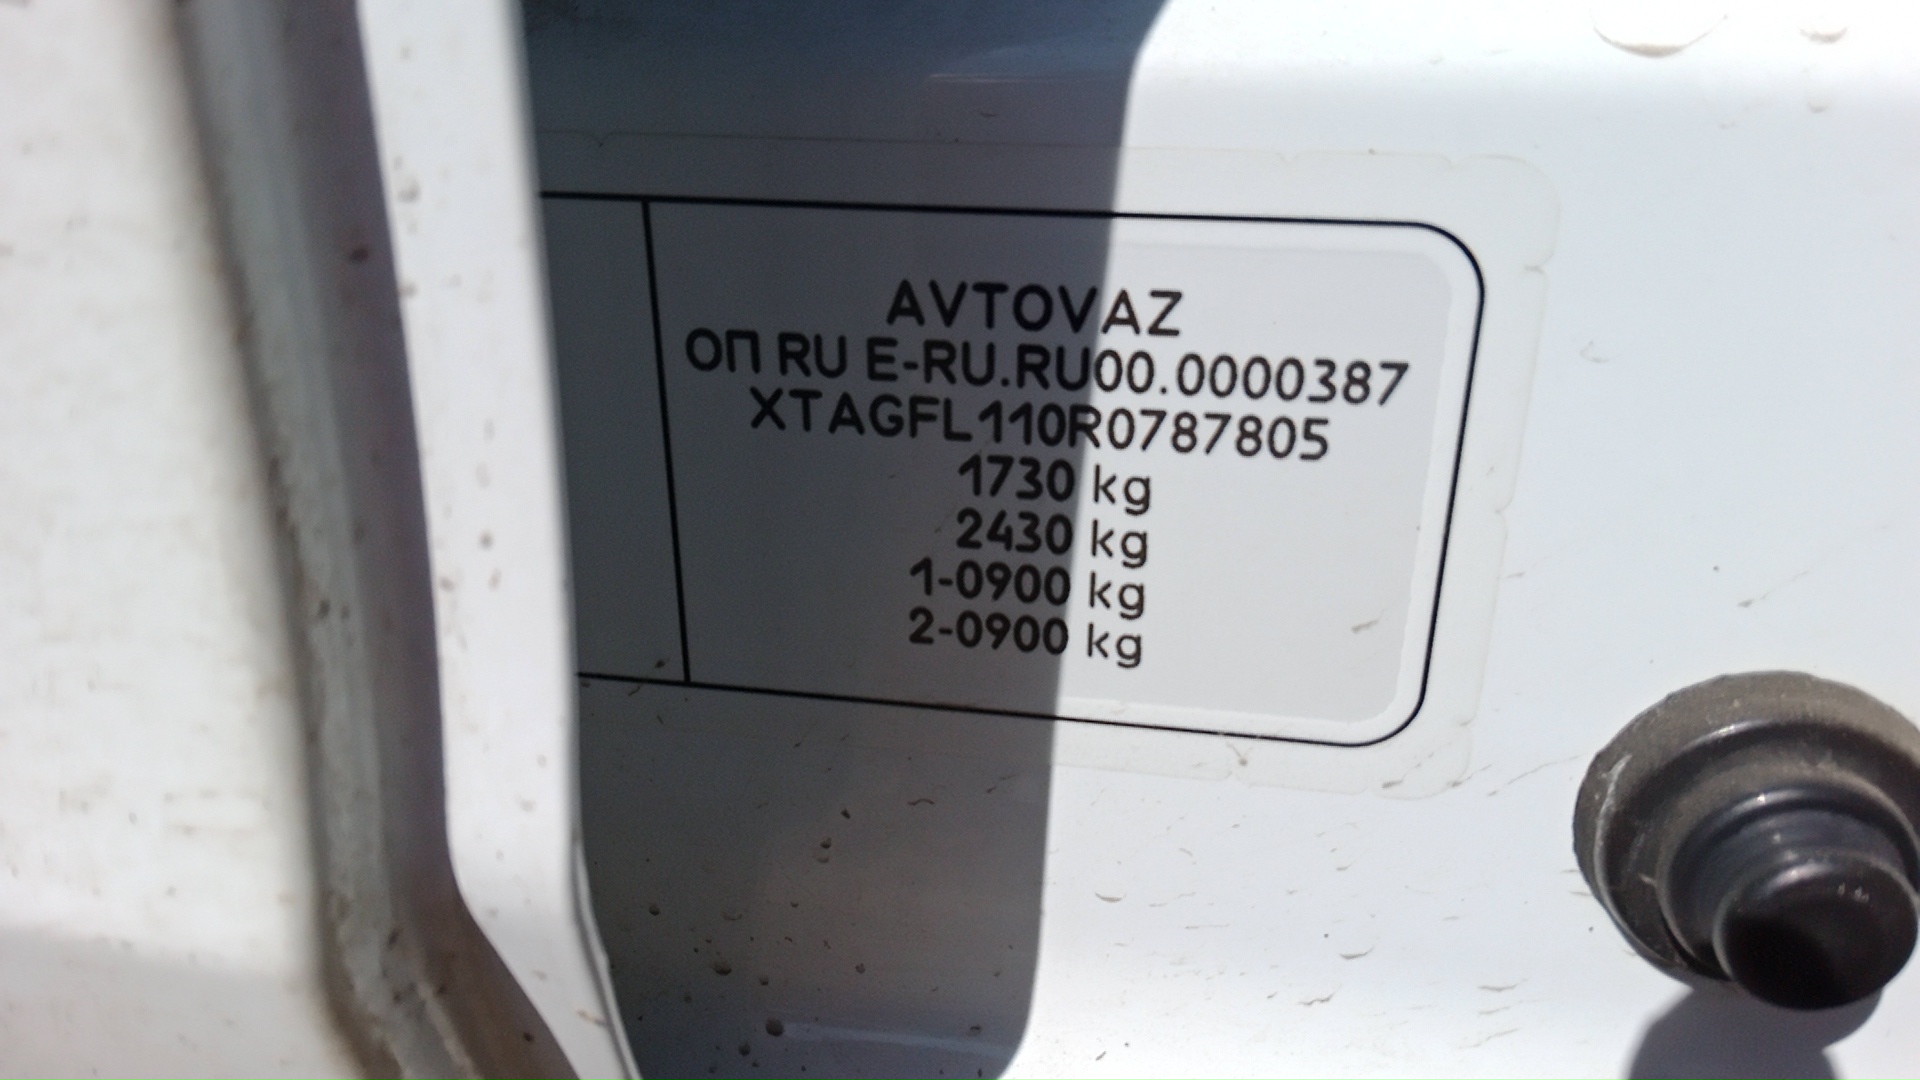 AVTOVAZ
ОП RU E-RU.RU00.0000387
XTAGFL110R0787805
1730 kg
2430 kg
1-0900 kg
2-0900 kg